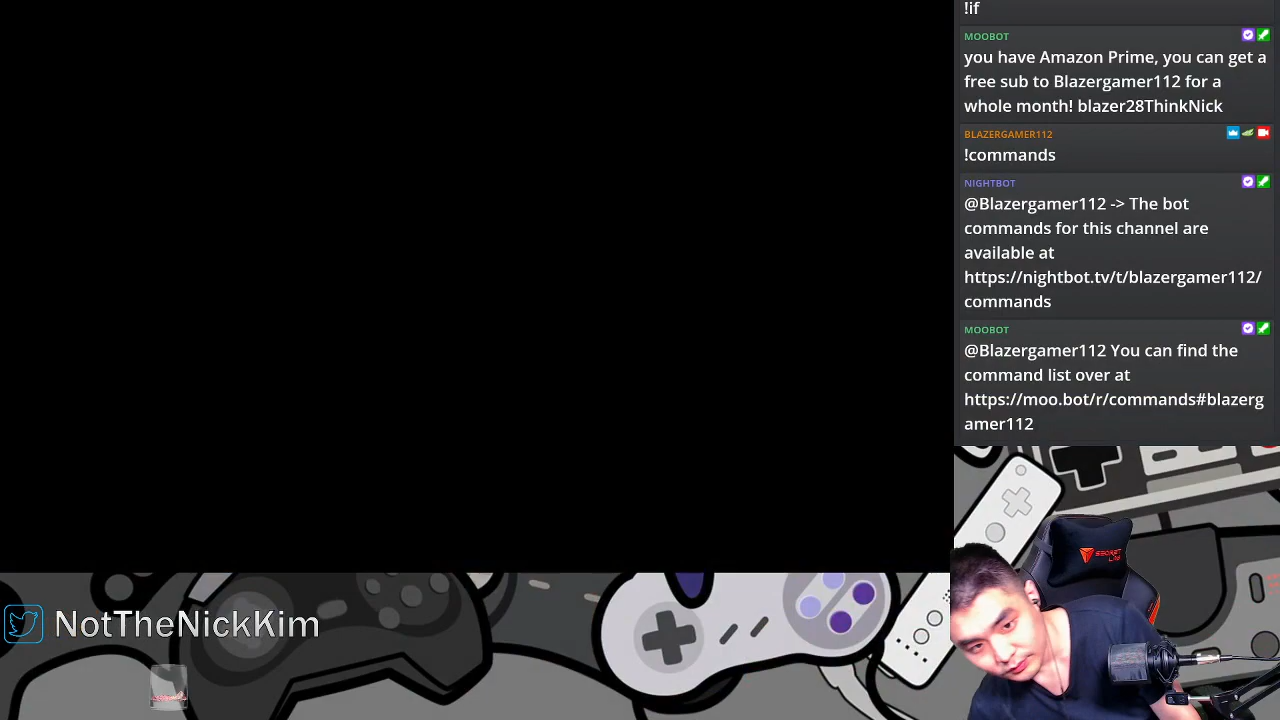 !if
MOOBOT
you have Amazon Prime, you can get a
free sub to Blazergamer112 for a
whole month! blazer28ThinkNick
BLAZERGAMER112
!commands
NIGHTBOT
@Blazergamer112 -> The bot
commands for this channel are
available at
https://nightbot.tv/t/blazergamer112/
commands
MOOBOT
@Blazergamer112 You can find the
command list over at
https://moo.bot/r/commands#blazerg
amer112
SECRET
LAB
NotTheNickKim